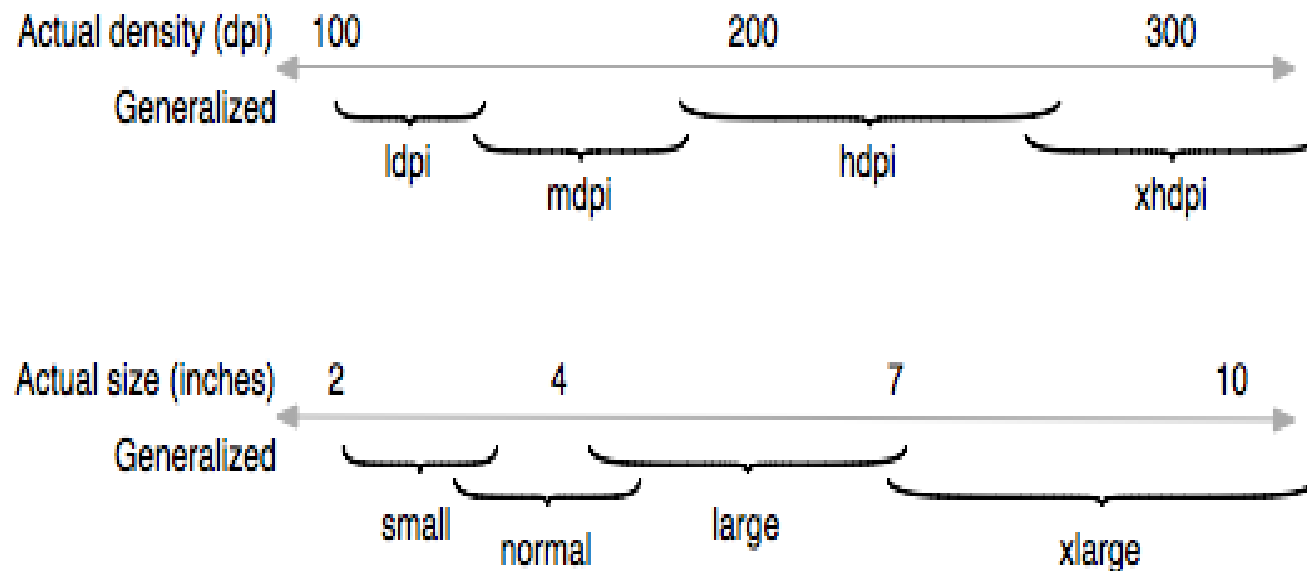 Actual density (dpi) 100 200 300
Generalized
ldpi mdpi hdpi xhdpi
Actual size (inches) 2 4 7 10
Generalized
small normal large xlarge